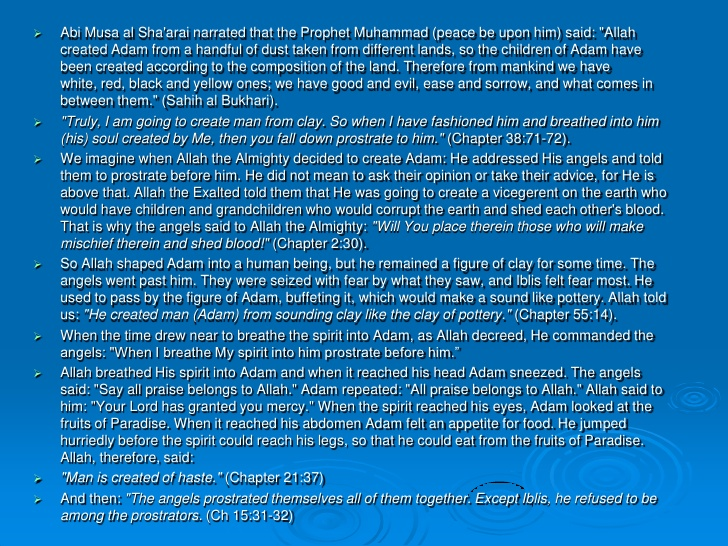 Abi Musa al Sha'arai narrated that the Prophet Muhammad (peace be upon him) said: "Allah
created Adam from a handful of dust taken from different lands, so the children of Adam have
been created according to the composition of the land. Therefore from mankind we have
white, red, black and yellow ones; we have good and evil, ease and sorrow, and what comes in
between them." (Sahih al Bukhari).
"Truly, I am going to create man from clay. So when I have fashioned him and breathed into him
(his) soul created by Me, then you fall down prostrate to him." (Chapter 38:71-72).
We imagine when Allah the Almighty decided to create Adam: He addressed His angels and told
them to prostrate before him. He did not mean to ask their opinion or take their advice, for He is
above that. Allah the Exalted told them that He was going to create a vicegerent on the earth who
would have children and grandchildren who would corrupt the earth and shed each other's blood.
That is why the angels said to Allah the Almighty: "Will You place therein those who will make
mischief therein and shed blood!" (Chapter 2:30).
So Allah shaped Adam into a human being, but he remained a figure of clay for some time. The
angels went past him. They were seized with fear by what they saw, and Iblis felt fear most. He
used to pass by the figure of Adam, buffeting it, which would make a sound like pottery. Allah told
us: "He created man (Adam) from sounding clay like the clay of pottery." (Chapter 55:14).
When the time drew near to breathe the spirit into Adam, as Allah decreed, He commanded the
angels: "When I breathe My spirit into him prostrate before him.”
Allah breathed His spirit into Adam and when it reached his head Adam sneezed. The angels
said: "Say all praise belongs to Allah." Adam repeated: "All praise belongs to Allah." Allah said to
him: "Your Lord has granted you mercy." When the spirit reached his eyes, Adam looked at the
fruits of Paradise. When it reached his abdomen Adam felt an appetite for food. He jumped
hurriedly before the spirit could reach his legs, so that he could eat from the fruits of Paradise.
Allah, therefore, said:
"Man is created of haste." (Chapter 21:37)
And then: "The angels prostrated themselves all of them together. Except Iblis, he refused to be
among the prostrators. (Ch 15:31-32)